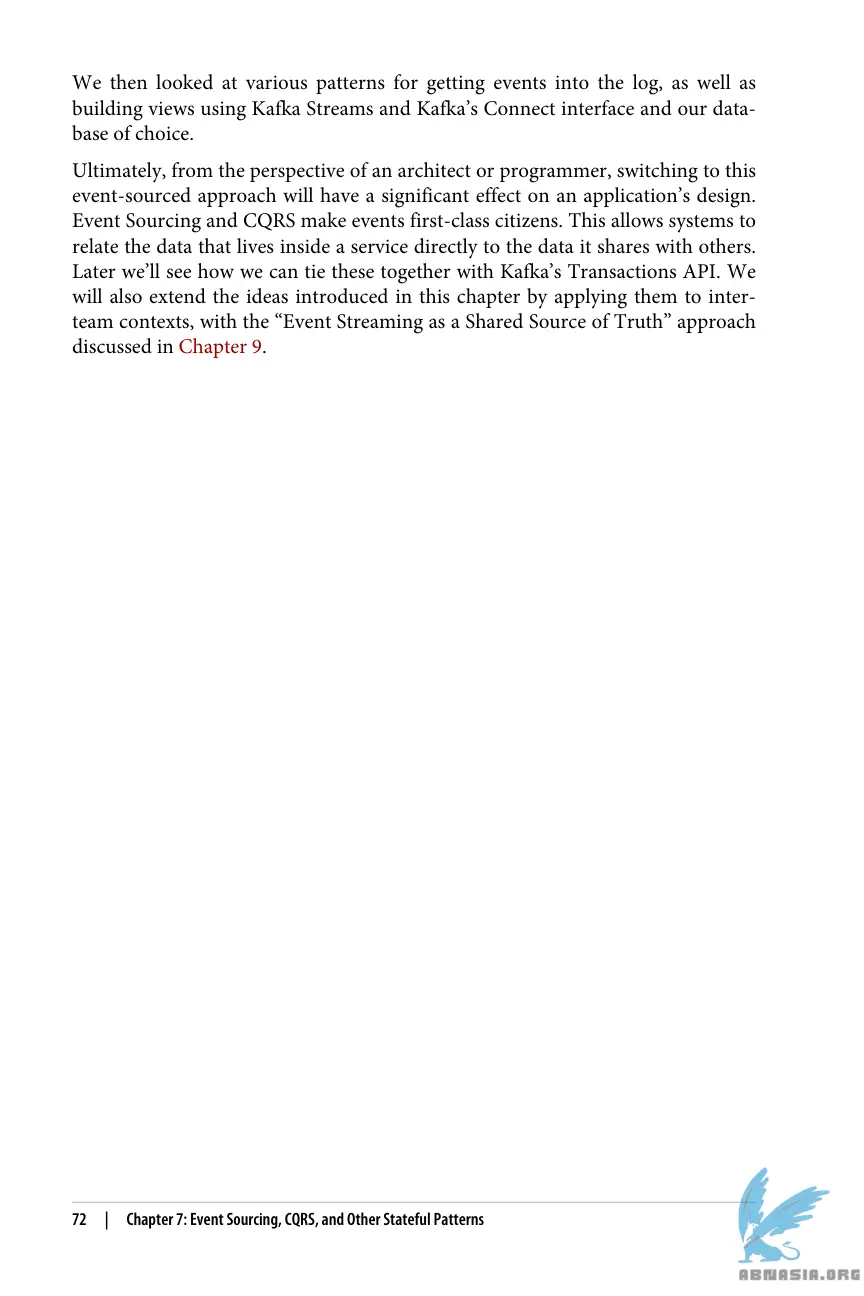 We then looked at various patterns for getting events into the log, as well as
building views using Kafka Streams and Kafka’s Connect interface and our data-
base of choice.
Ultimately, from the perspective of an architect or programmer, switching to this
event-sourced approach will have a significant effect on an application’s design.
Event Sourcing and CQRS make events first-class citizens. This allows systems to
relate the data that lives inside a service directly to the data it shares with others.
Later we’ll see how we can tie these together with Kafka’s Transactions API. We
will also extend the ideas introduced in this chapter by applying them to inter-
team contexts, with the “Event Streaming as a Shared Source of Truth” approach
discussed in Chapter 9.
72 | Chapter 7: Event Sourcing, CQRS, and Other Stateful Patterns
ABNASIA.ORG